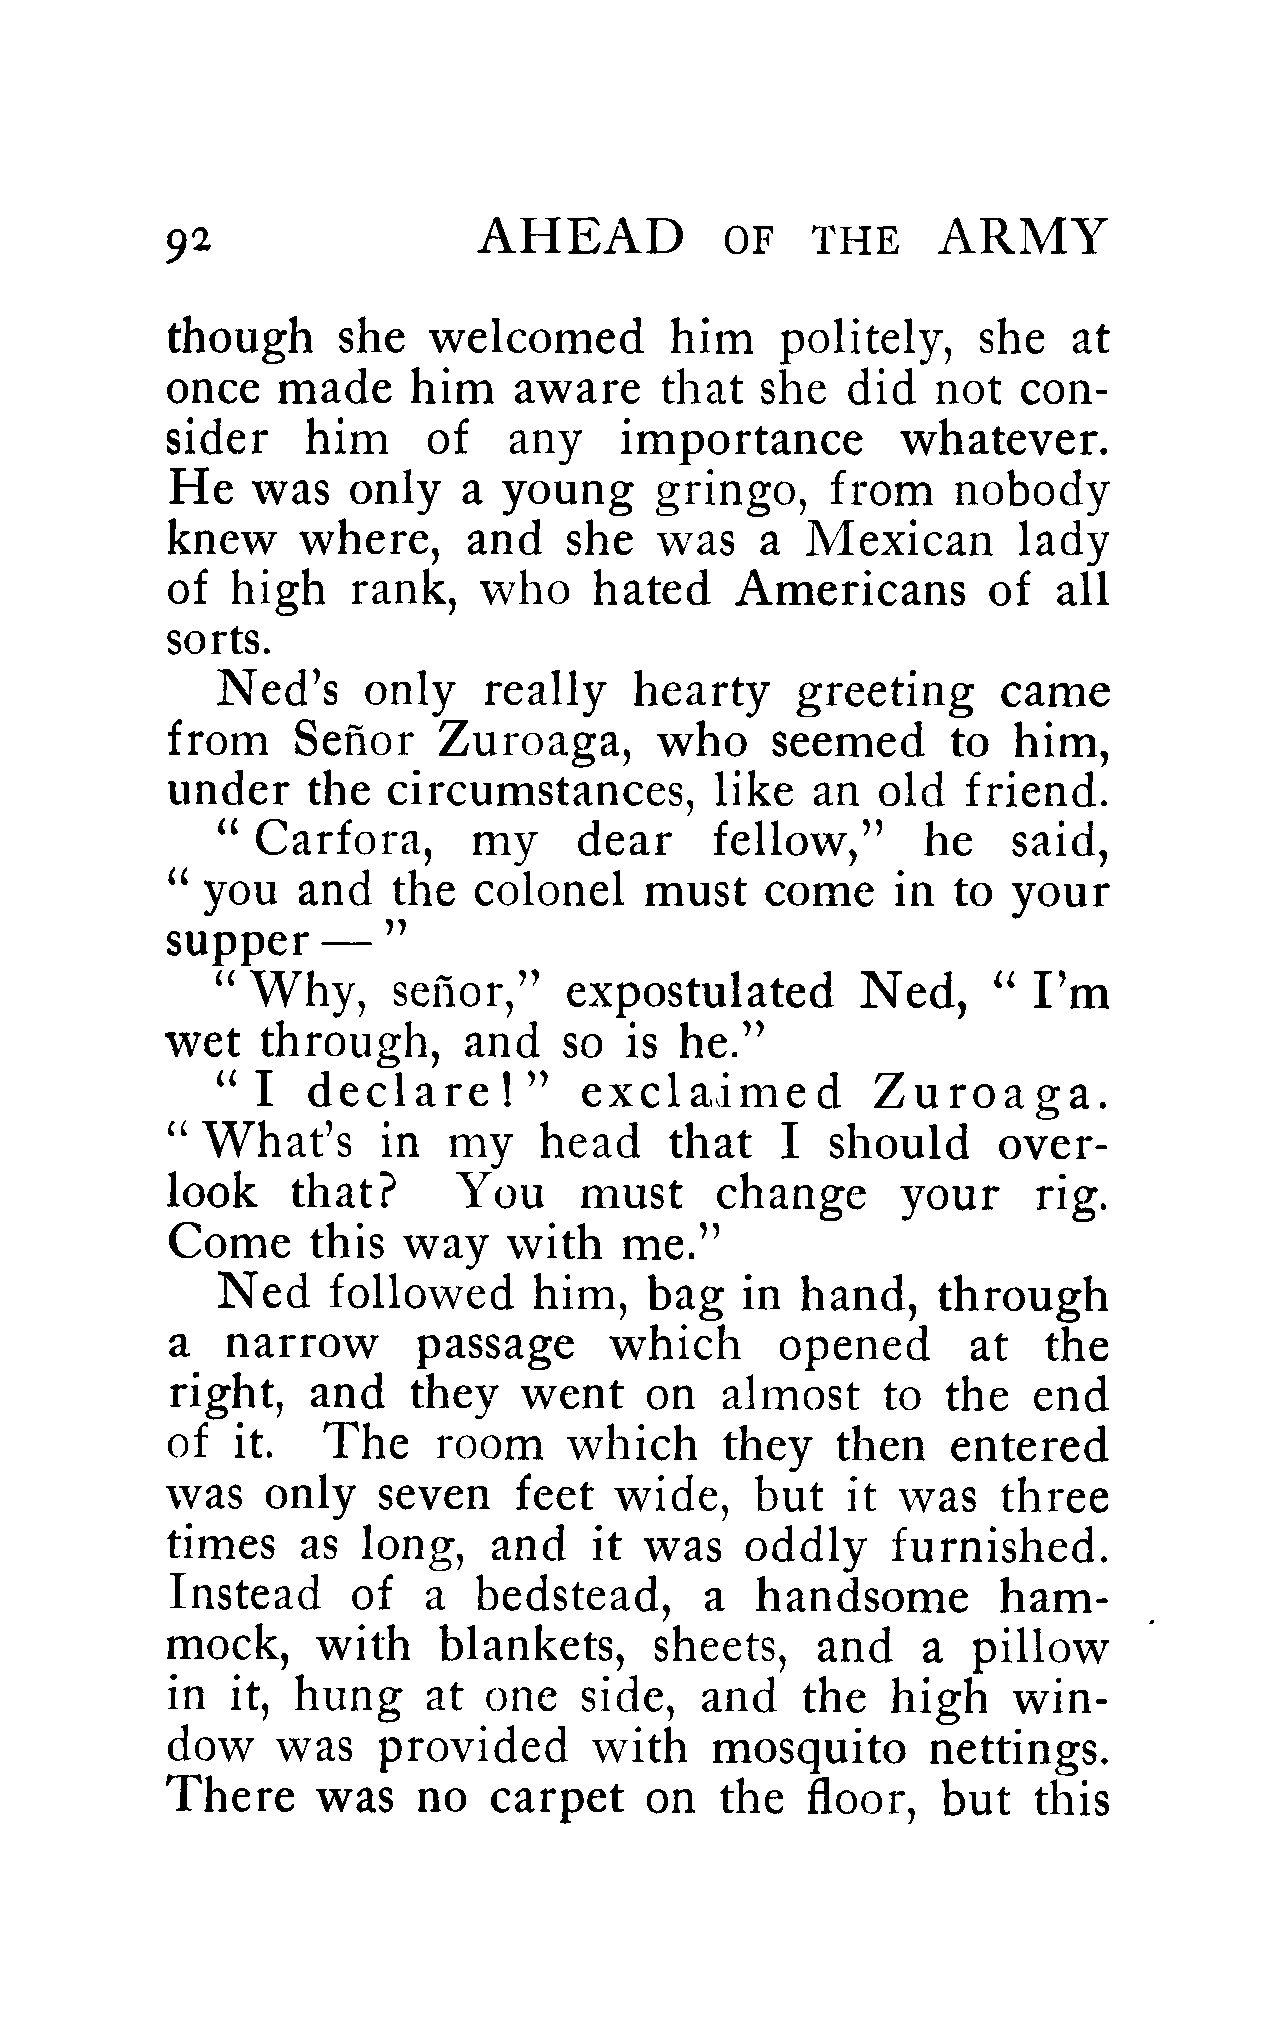 92 AHEAD OF THE ARMY
though she welcomed him politely, she at
once made him aware that she did not con-
sider him of any importance whatever.
He was only a young gringo, from nobody
knew where, and she was a Mexican lady
of high rank, who hated Americans of all
sorts.
Ned's only really hearty greeting came
from Señor Zuroaga, who seemed to him,
under the circumstances, like an old friend.
“ Carfora, my dear fellow,” he said,
“ you and the colonel must come in to your
supper — ”
“ Why, señor,” expostulated Ned, “ I'm
wet through, and so is he.”
“ I declare ! ” exclaimed Zuroaga.
“ What's in my head that I should over-
look that? You must change your rig.
Come this way with me.”
Ned followed him, bag in hand, through
a narrow passage which opened at the
right, and they went on almost to the end
of it. The room which they then entered
was only seven feet wide, but it was three
times as long, and it was oddly furnished.
Instead of a bedstead, a handsome ham-
mock, with blankets, sheets, and a pillow
in it, hung at one side, and the high win-
dow was provided with mosquito nettings.
There was no carpet on the floor, but this